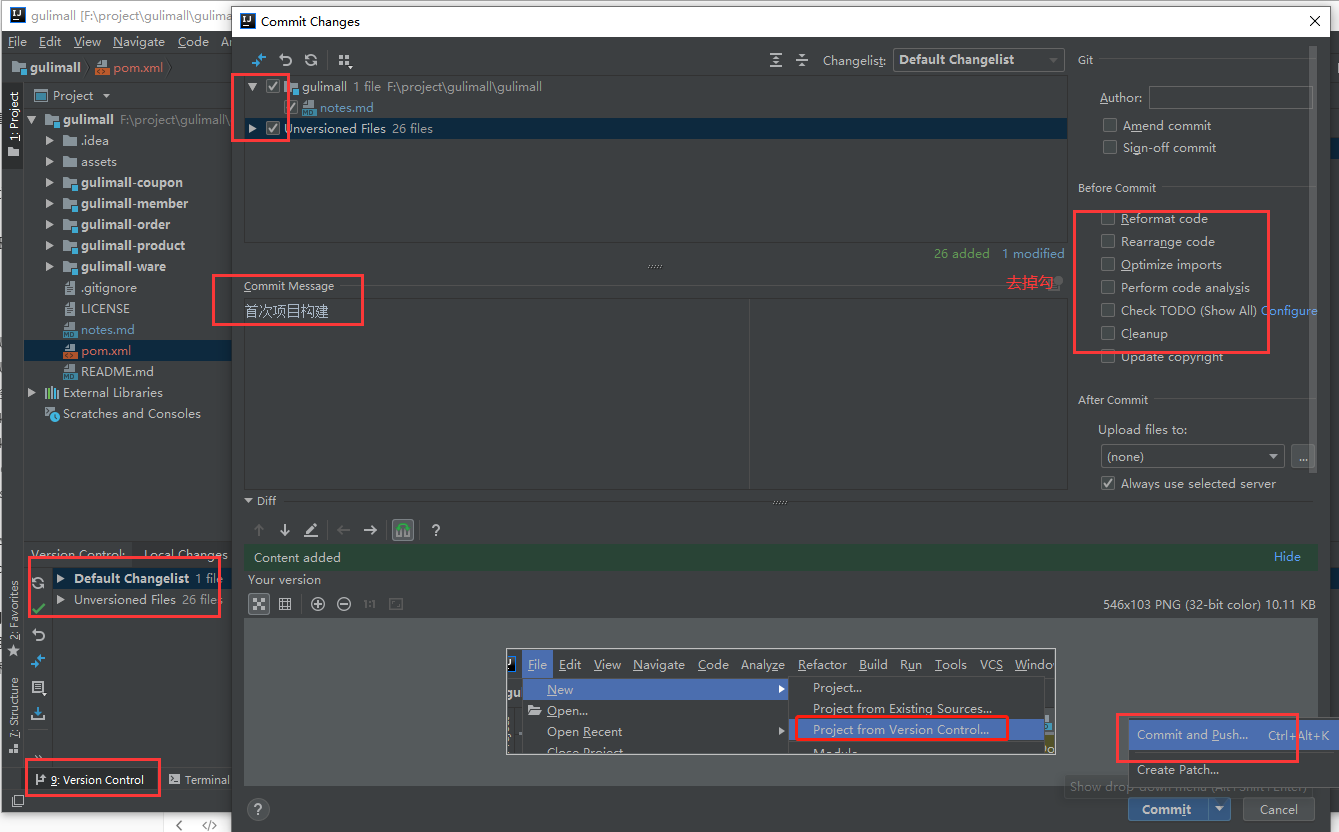 gulimall [F:\project\gulimall\gulima
File Edit View Navigate Code
gulimall pom.xml
Project
1: Project
gulimall F:\project\gulimall\
.idea
assets
gulimall-coupon
gulimall-member
gulimall-order
gulimall-product
gulimall-ware
.gitignore
LICENSE
notes.md
pom.xml
README.md
External Libraries
Scratches and Consoles
Version Control: Local Changes
Default Changelist 1 file
Unversioned Files 26 files
2: Favorites
7: Structure
9: Version Control Terminal
Commit Changes
Changelist: Default Changelist
gulimall 1 file F:\project\gulimall\gulimall
notes.md
Unversioned Files 26 files
26 added 1 modified
Commit Message
去掉勾
首次项目构建
Git
Author:
Amend commit
Sign-off commit
Before Commit
Reformat code
Rearrange code
Optimize imports
Perform code analysis
Check TODO (Show All) Configure
Cleanup
Update copyright
After Commit
Upload files to:
(none)
...
Always use selected server
Diff
?
Content added Hide
Your version
1:1
546x103 PNG (32-bit color) 10.11 KB
File Edit View Navigate Code Analyze Refactor Build Run Tools VCS Windo
gu
New
Open...
Open Recent
Close Project
Project...
Project from Existing Sources...
Project from Version Control...
Module
Commit and Push... Ctrl+Alt+K
Create Patch...
Show drop-down menu (Alt+Shift+Enter)
?
Commit Cancel